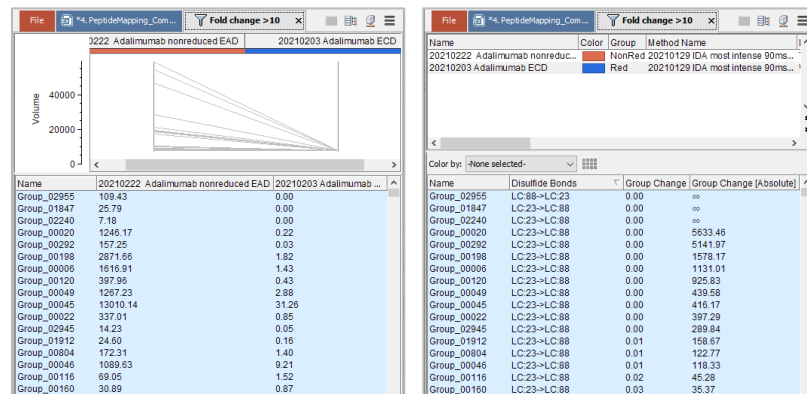 File *4. PeptideMapping_Com... Fold change >10 x
0222 Adalimumab nonreduced EAD 20210203 Adalimumab ECD
Volume
40000
20000
0
Name 20210222 Adalimumab nonreduced EAD 20210203 Adalimumab ...
Group_02955 109.43 0.00
Group_01847 25.79 0.00
Group_02240 7.18 0.00
Group_00020 1246.17 0.22
Group_00292 157.25 0.03
Group_00198 2871.66 1.82
Group_00006 1616.91 1.43
Group_00120 397.96 0.43
Group_00049 1267.23 2.88
Group_00045 13010.14 31.26
Group_00022 337.01 0.85
Group_02945 14.23 0.05
Group_01912 24.60 0.16
Group_00804 172.31 1.40
Group_00046 1089.63 9.21
Group_00116 69.05 1.52
Group_00160 30.89 0.87
File *4. PeptideMapping_Com... Fold change >10 x
Name Color Group Method Name
20210222 Adalimumab nonreduc... NonRed 20210129 IDA most intense 90ms...
20210203 Adalimumab ECD Red 20210129 IDA most intense 90ms...
Color by: -None selected-
Name Disulfide Bonds Group Change Group Change [Absolute]
Group_02955 LC:88->LC:23 0.00 ∞
Group_01847 LC:23->LC:88 0.00 ∞
Group_02240 LC:23->LC:88 0.00 ∞
Group_00020 LC:23->LC:88 0.00 5633.46
Group_00292 LC:23->LC:88 0.00 5141.97
Group_00198 LC:23->LC:88 0.00 1578.17
Group_00006 LC:23->LC:88 0.00 1131.01
Group_00120 LC:23->LC:88 0.00 925.83
Group_00049 LC:23->LC:88 0.00 439.58
Group_00045 LC:23->LC:88 0.00 416.17
Group_00022 LC:23->LC:88 0.00 397.29
Group_02945 LC:23->LC:88 0.00 289.84
Group_01912 LC:23->LC:88 0.01 158.67
Group_00804 LC:23->LC:88 0.01 122.77
Group_00046 LC:23->LC:88 0.01 118.33
Group_00116 LC:23->LC:88 0.02 45.28
Group_00160 LC:23->LC:88 0.03 35.37